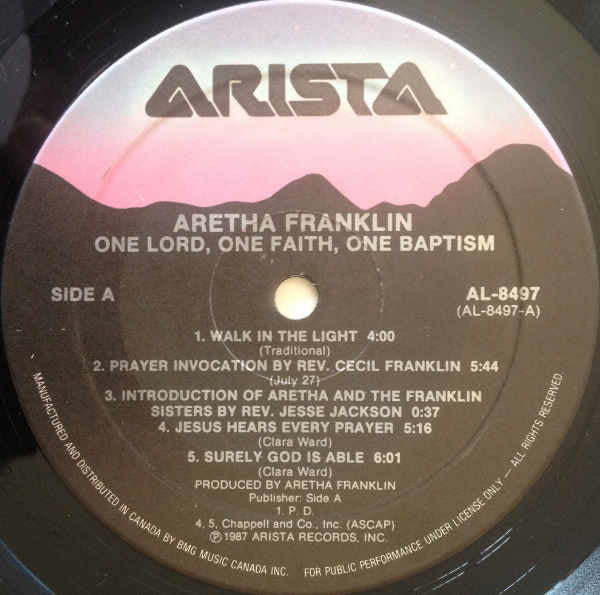 ARISTA
ARETHA FRANKLIN
ONE LORD, ONE FAITH, ONE BAPTISM
SIDE A
AL-8497
(AL-8497-A)
1. WALK IN THE LIGHT 4:00
(Traditional)
2. PRAYER INVOCATION BY REV. CECIL FRANKLIN 5:44
(July 27)
3. INTRODUCTION OF ARETHA AND THE FRANKLIN
SISTERS BY REV. JESSE JACKSON 0:37
4. JESUS HEARS EVERY PRAYER 5:16
(Clara Ward)
5. SURELY GOD IS ABLE 6:01
(Clara Ward)
PRODUCED BY ARETHA FRANKLIN
Publisher: Side A
1. P. D.
4, 5, Chappell and Co., Inc. (ASCAP)
℗1987 ARISTA RECORDS, INC.
MANUFACTURED AND DISTRIBUTED IN CANADA BY BMG MUSIC CANADA INC. FOR PUBLIC PERFORMANCE UNDER LICENSE ONLY — ALL RIGHTS RESERVED